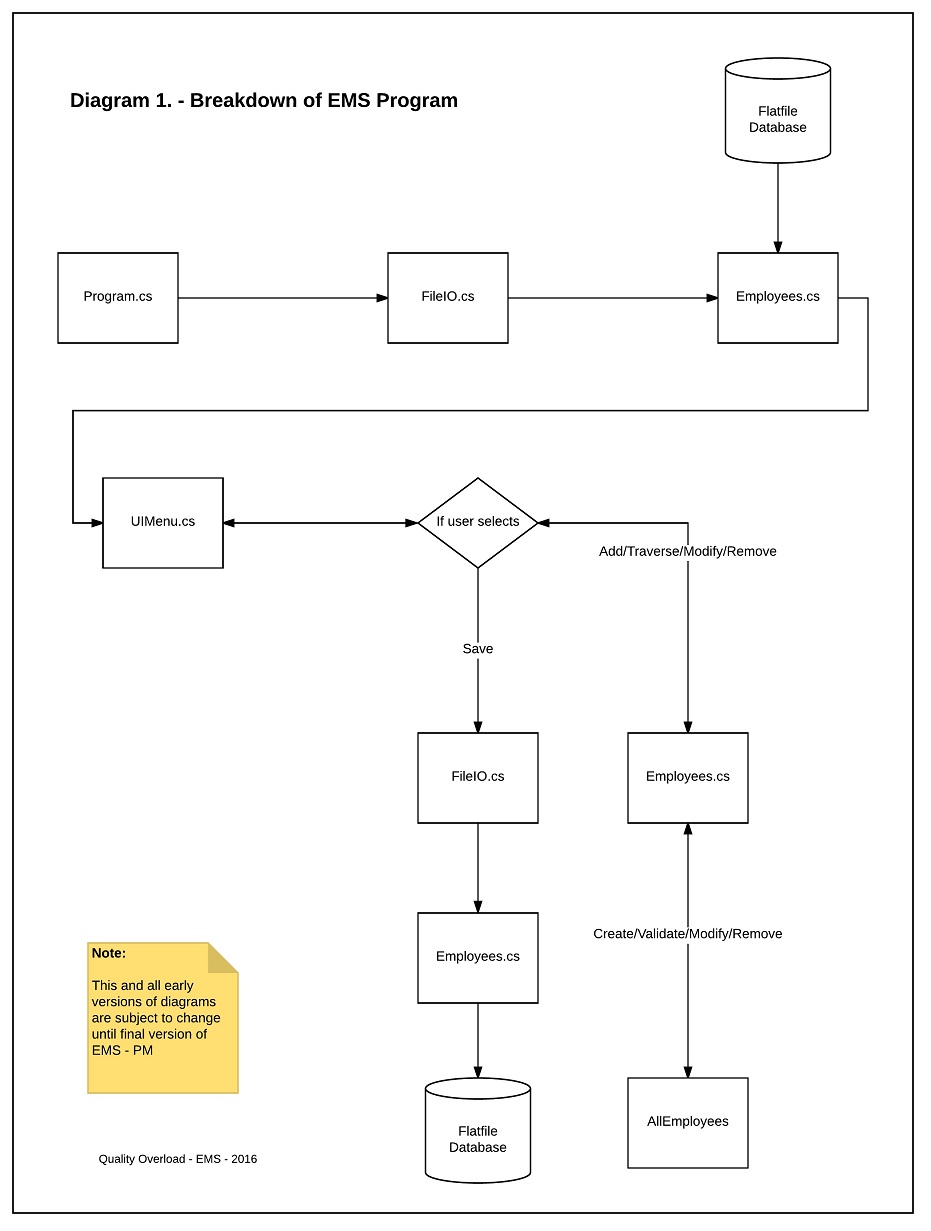 Diagram 1. - Breakdown of EMS Program
Flatfile
Database
Program.cs
FileIO.cs
Employees.cs
UIMenu.cs
If user selects
Add/Traverse/Modify/Remove
Save
FileIO.cs
Employees.cs
Create/Validate/Modify/Remove
Employees.cs
Note:
This and all early
versions of diagrams
are subject to change
until final version of
EMS - PM
AllEmployees
Flatfile
Database
Quality Overload - EMS - 2016